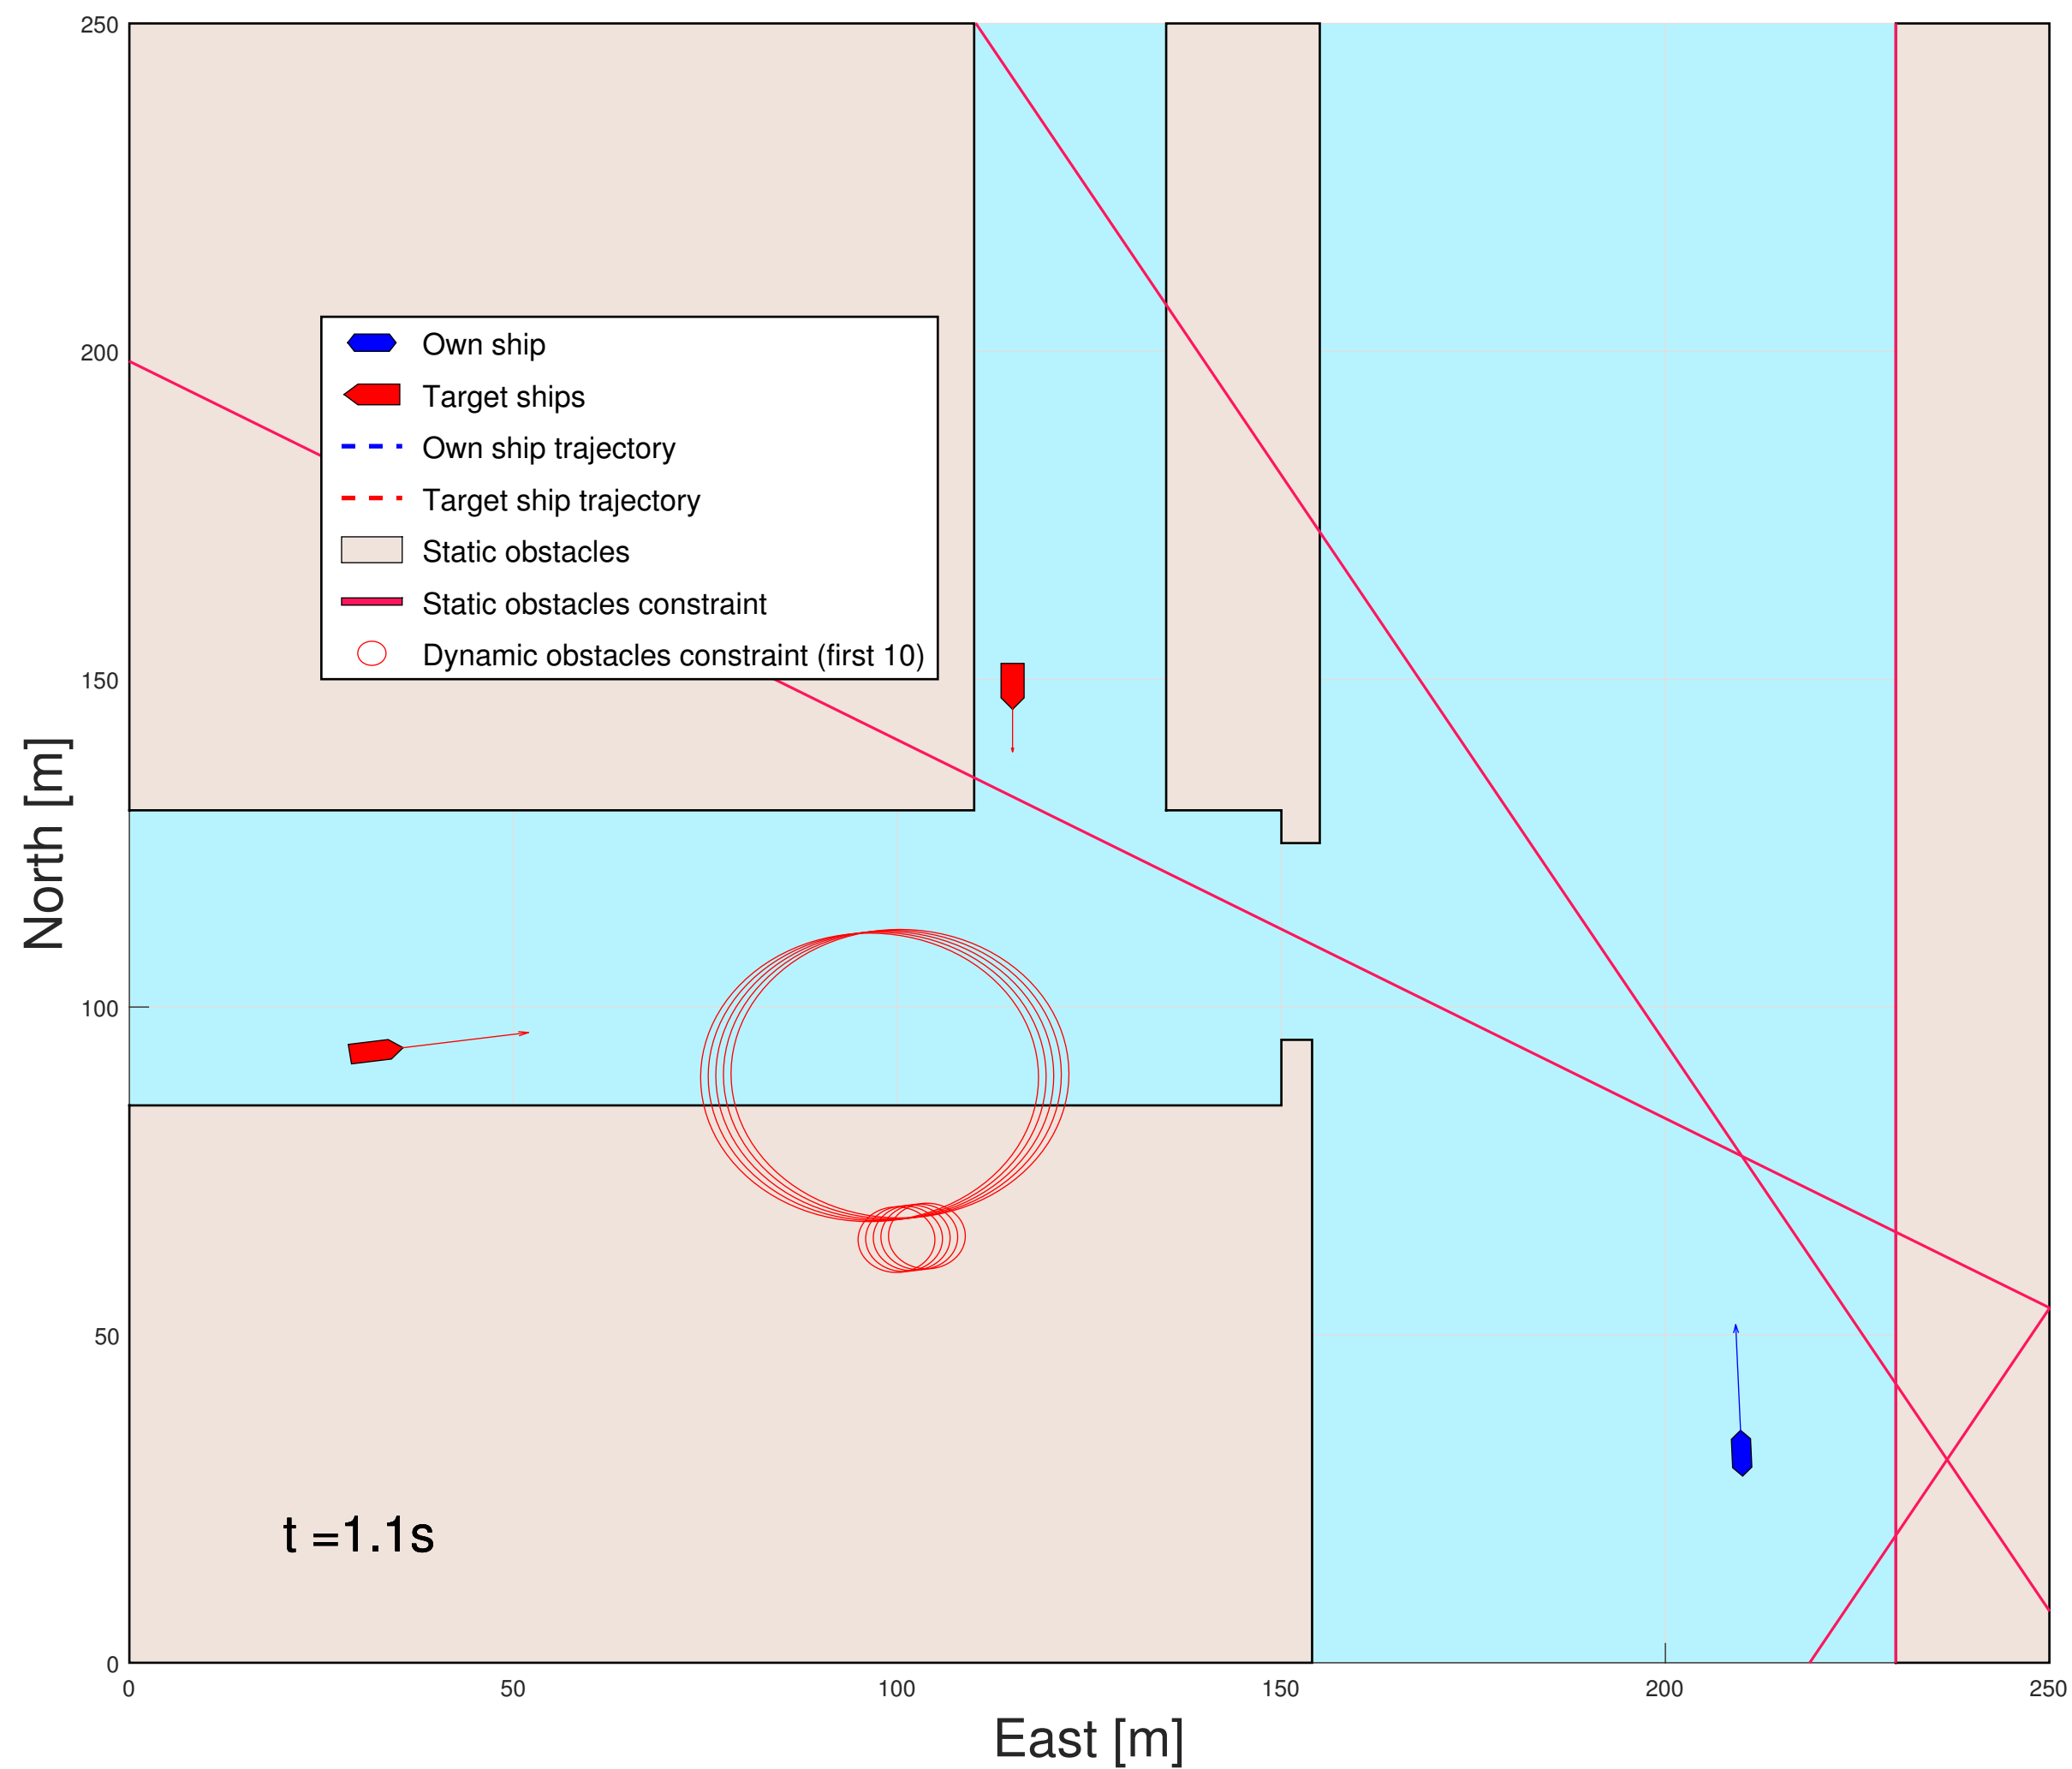 250
200
150
100
50
0
North [m]
Own ship
Target ships
Own ship trajectory
Target ship trajectory
Static obstacles
Static obstacles constraint
Dynamic obstacles constraint (first 10)
t =1.1s
0
50
100
150
200
250
East [m]